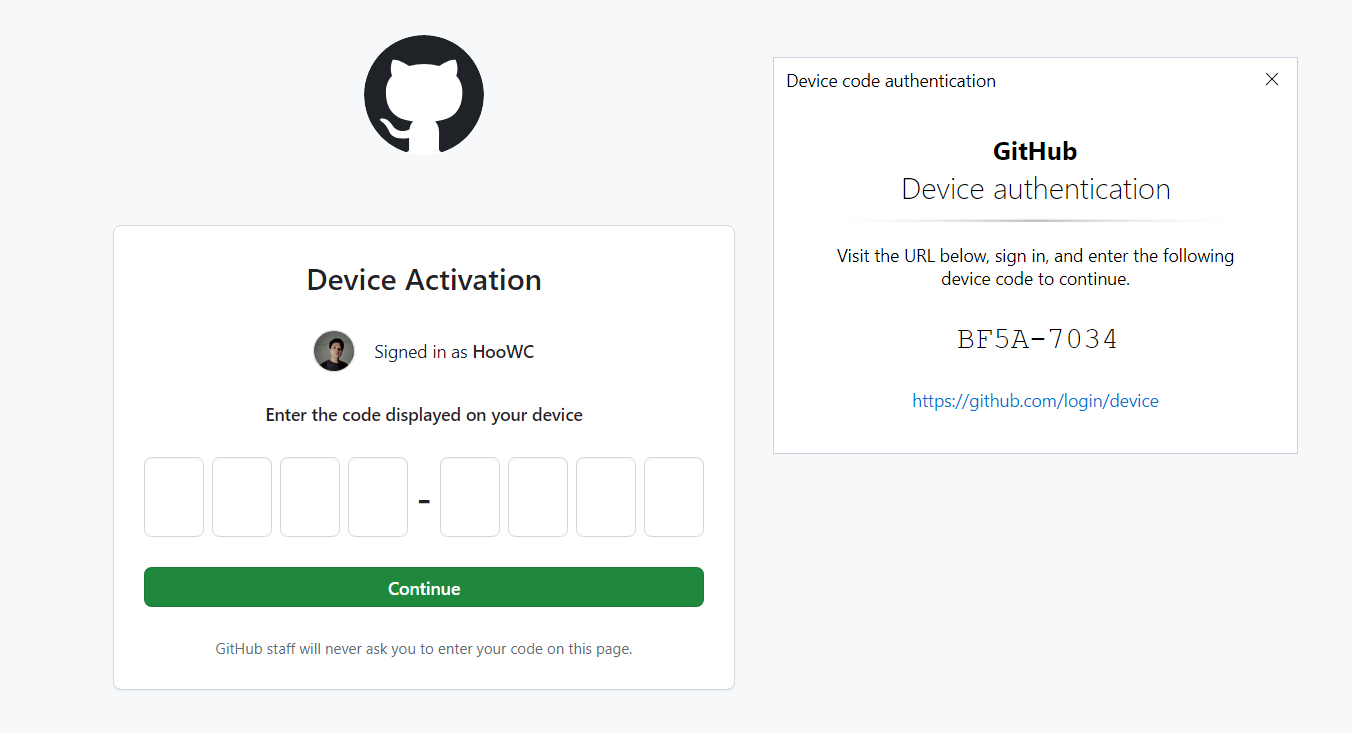 Device Activation
Signed in as HooWC
Enter the code displayed on your device
-
Continue
GitHub staff will never ask you to enter your code on this page.
Device code authentication
GitHub
Device authentication
Visit the URL below, sign in, and enter the following
device code to continue.
BF5A-7034
https://github.com/login/device